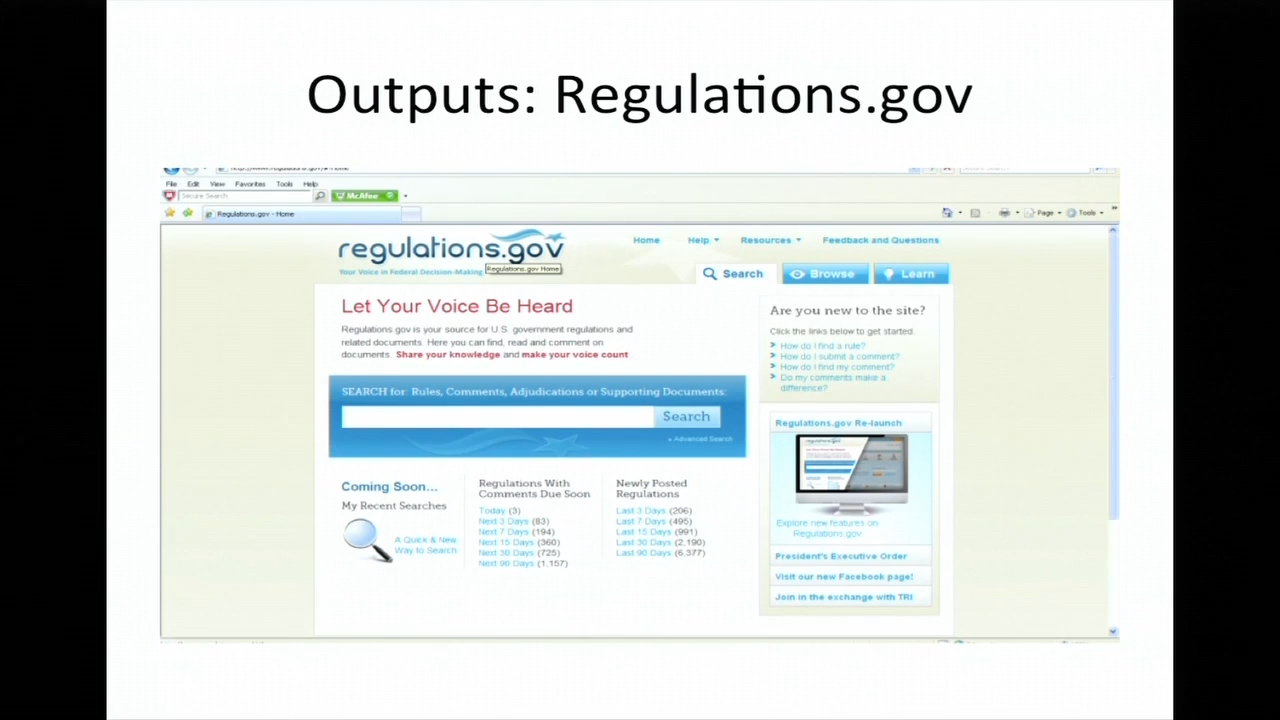 Outputs: Regulations.gov
File Edit View Favorites Tools Help
Secure Search McAfee
Regulations.gov - Home
Page Tools
regulations.gov
Your Voice in Federal Decision-Making
Regulations.gov Home
Home Help Resources Feedback and Questions
Search Browse Learn
Let Your Voice Be Heard
Regulations.gov is your source for U.S. government regulations and
related documents. Here you can find, read and comment on
documents. Share your knowledge and make your voice count.
SEARCH for: Rules, Comments, Adjudications or Supporting Documents:
Search
Advanced Search
Coming Soon...
My Recent Searches
A Quick & New
Way to Search
Regulations With
Comments Due Soon
Today (3)
Next 3 Days (83)
Next 7 Days (194)
Next 15 Days (360)
Next 30 Days (725)
Next 90 Days (1,157)
Newly Posted
Regulations
Last 3 Days (206)
Last 7 Days (495)
Last 15 Days (991)
Last 30 Days (2,190)
Last 90 Days (6,377)
Are you new to the site?
Click the links below to get started.
How do I find a rule?
How do I submit a comment?
How do I find my comment?
Do my comments make a
difference?
Regulations.gov Re-launch
Explore new features on
Regulations.gov
President's Executive Order
Visit our new Facebook page!
Join in the exchange with TRI